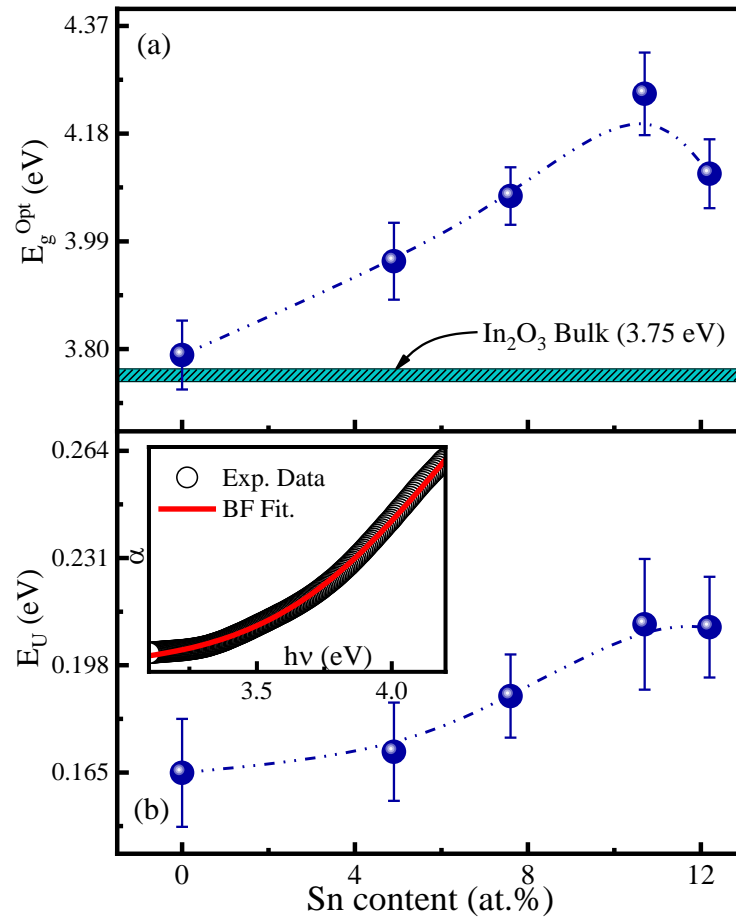 (a)
E_g^Opt (eV)
4.37
4.18
3.99
3.80
In₂O₃ Bulk (3.75 eV)
(b)
E_U (eV)
0.264
0.231
0.198
0.165
Exp. Data
BF Fit.
α
hν (eV)
3.5 4.0
0 4 8 12
Sn content (at.%)